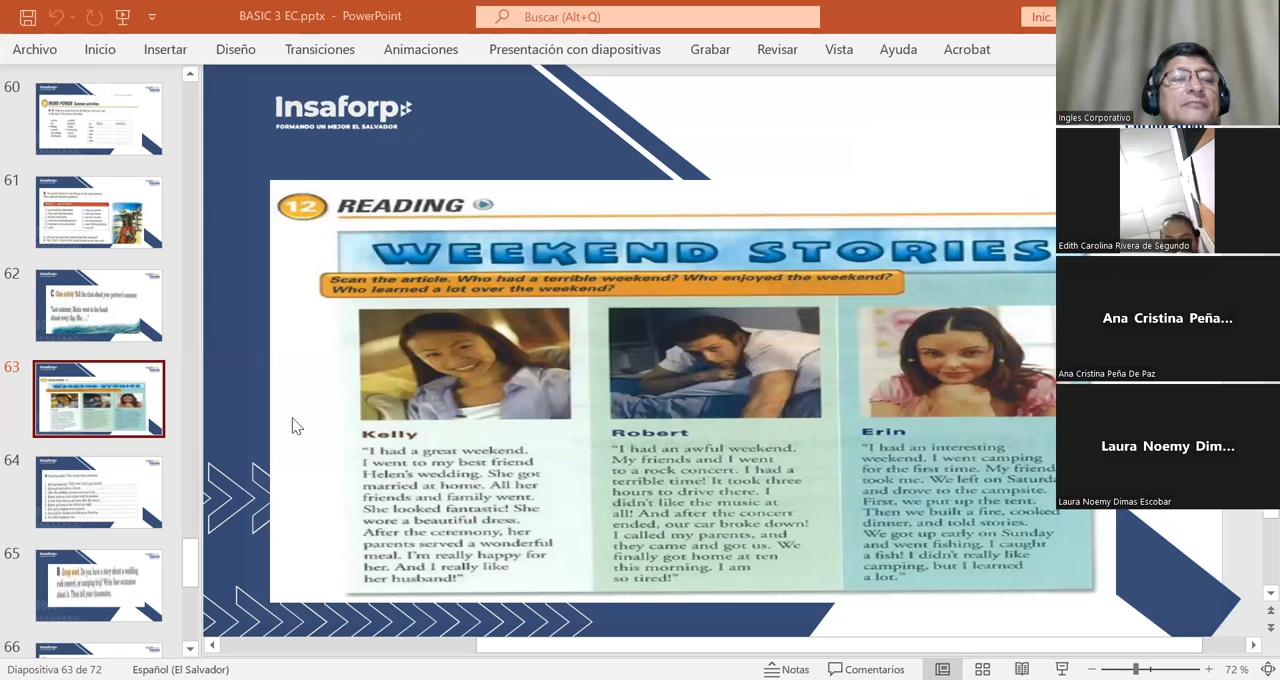 BASIC 3 EC.pptx - PowerPoint
Buscar (Alt+Q)
Inic.
Archivo Inicio Insertar Diseño Transiciones Animaciones Presentación con diapositivas Grabar Revisar Vista Ayuda Acrobat
60
61
62
63
64
65
66
Insaforp
FORMANDO UN MEJOR EL SALVADOR
12 READING
WEEKEND STORIES
Scan the article. Who had a terrible weekend? Who enjoyed the weekend?
Who learned a lot over the weekend?
Kelly
"I had a great weekend.
I went to my best friend
Helen's wedding. She got
married at home. All her
friends and family went.
She looked fantastic! She
wore a beautiful dress.
After the ceremony, her
parents served a wonderful
meal. I'm really happy for
her. And I really like
her husband!"
Robert
"I had an awful weekend.
My friends and I went
to a rock concert. I had a
terrible time! It took three
hours to drive there. I
didn't like the music at
all! And after the concert
ended, our car broke down!
I called my parents, and
they came and got us. We
finally got home at ten
this morning. I am
so tired!"
Erin
"I had an interesting
weekend. I went camping
for the first time. My friend
took me. We left on Saturda
and drove to the campsite.
First, we put up the tent.
Then we built a fire, cooked
dinner, and told stories.
We got up early on Sunday
and went fishing. I caught
a fish! I didn't really like
camping, but I learned
a lot."
Ingles Corporativo
Edith Carolina Rivera de Segundo
Ana Cristina Peña...
Ana Cristina Peña De Paz
Laura Noemy Dim...
Laura Noemy Dimas Escobar
Diapositiva 63 de 72
Español (El Salvador)
Notas
Comentarios
72 %